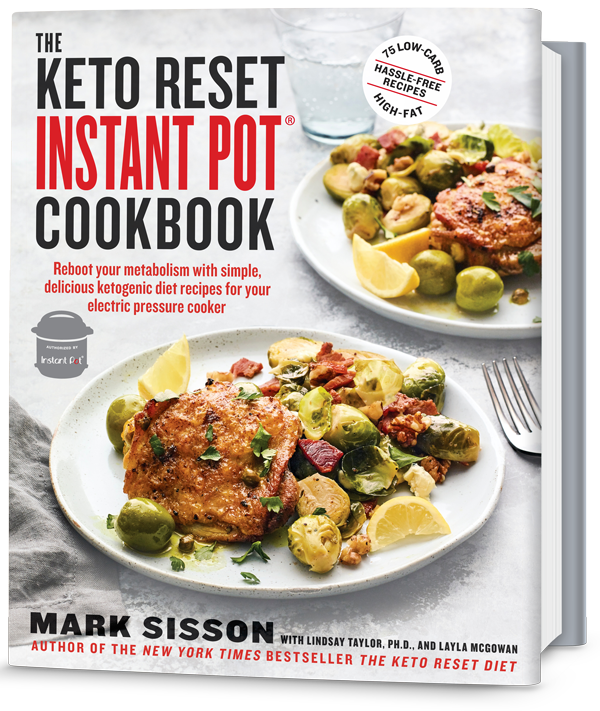 THE
KETO RESET
INSTANT POT®
COOKBOOK
75 LOW-CARB
HASSLE-FREE
RECIPES
HIGH-FAT
Reboot your metabolism with simple,
delicious ketogenic diet recipes for your
electric pressure cooker
AUTHORIZED BY
Instant Pot®
MARK SISSON WITH LINDSAY TAYLOR, PH.D., AND LAYLA MCGOWAN
AUTHOR OF THE NEW YORK TIMES BESTSELLER THE KETO RESET DIET